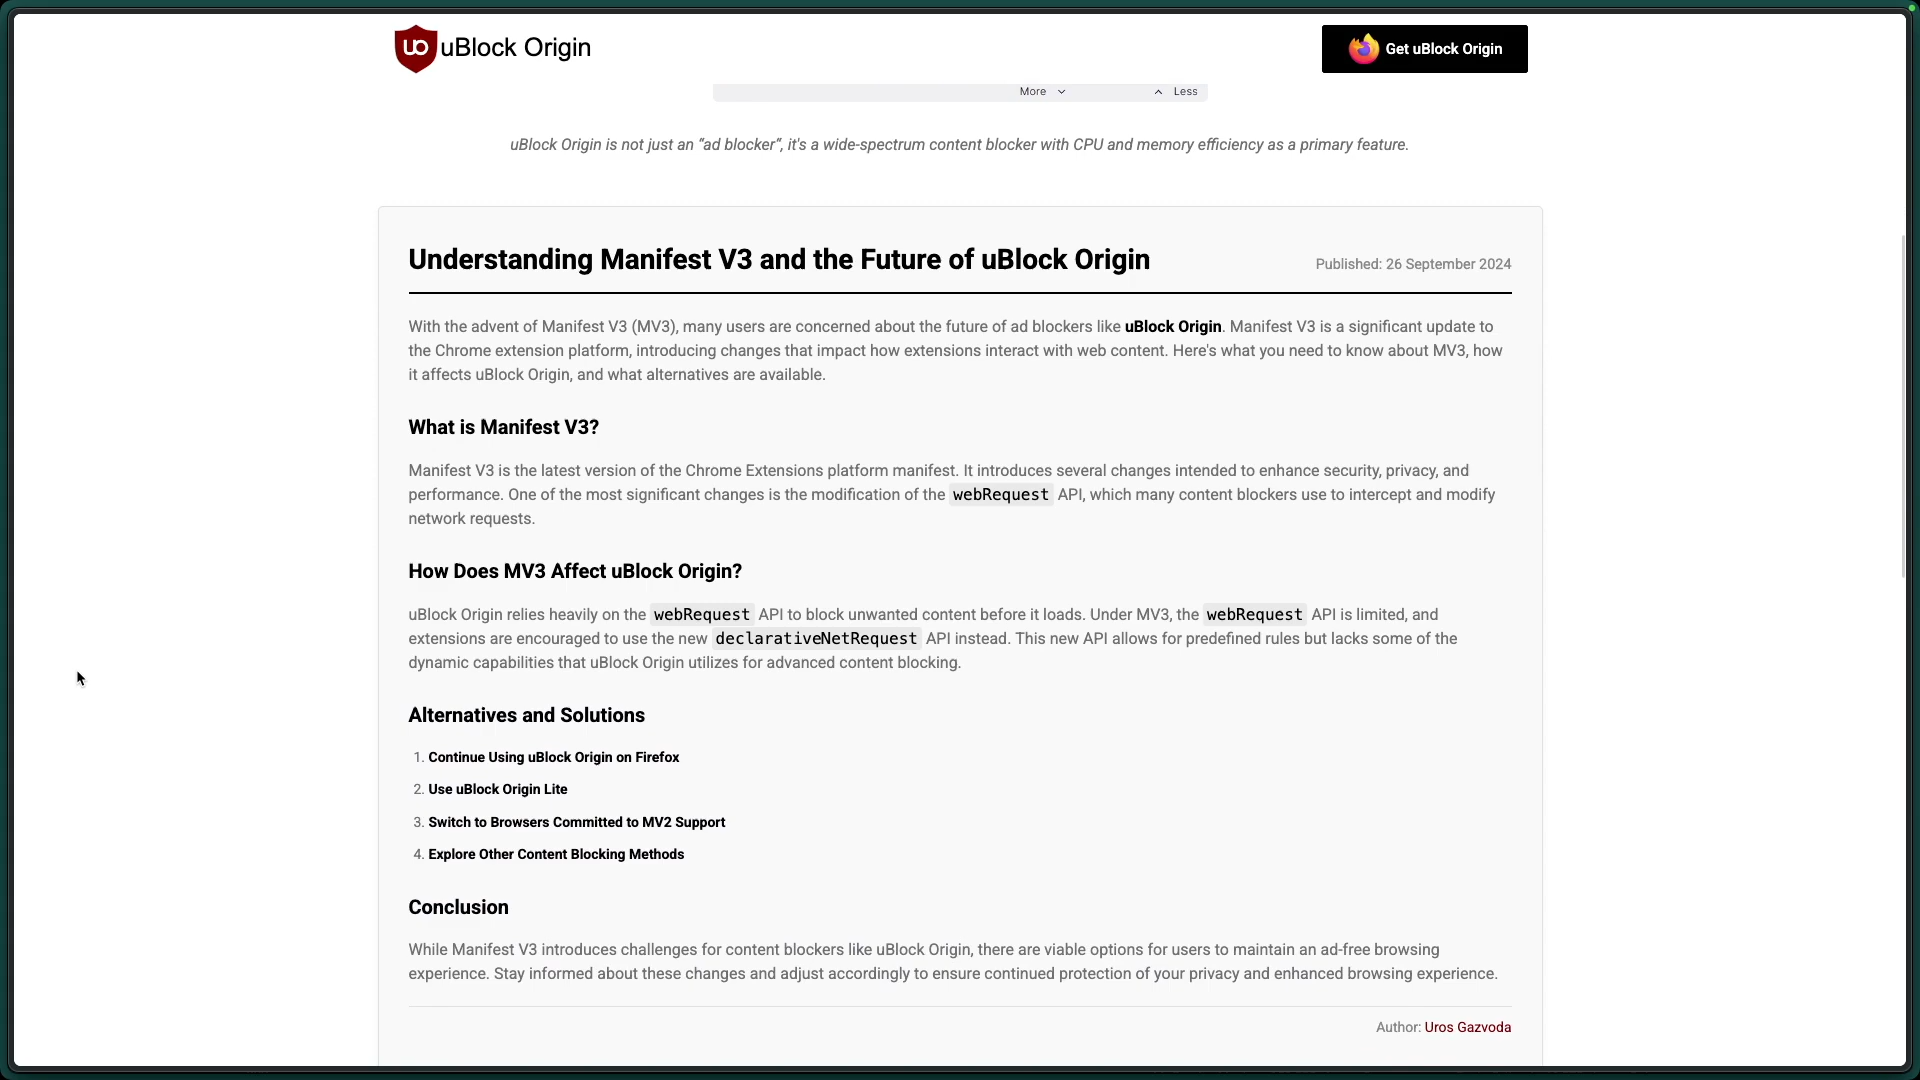 uBlock Origin
Get uBlock Origin
More
Less
uBlock Origin is not just an “ad blocker“, it's a wide-spectrum content blocker with CPU and memory efficiency as a primary feature.
Understanding Manifest V3 and the Future of uBlock Origin
Published: 26 September 2024
With the advent of Manifest V3 (MV3), many users are concerned about the future of ad blockers like uBlock Origin. Manifest V3 is a significant update to
the Chrome extension platform, introducing changes that impact how extensions interact with web content. Here's what you need to know about MV3, how
it affects uBlock Origin, and what alternatives are available.
What is Manifest V3?
Manifest V3 is the latest version of the Chrome Extensions platform manifest. It introduces several changes intended to enhance security, privacy, and
performance. One of the most significant changes is the modification of the webRequest API, which many content blockers use to intercept and modify
network requests.
How Does MV3 Affect uBlock Origin?
uBlock Origin relies heavily on the webRequest API to block unwanted content before it loads. Under MV3, the webRequest API is limited, and
extensions are encouraged to use the new declarativeNetRequest API instead. This new API allows for predefined rules but lacks some of the
dynamic capabilities that uBlock Origin utilizes for advanced content blocking.
Alternatives and Solutions
1. Continue Using uBlock Origin on Firefox
2. Use uBlock Origin Lite
3. Switch to Browsers Committed to MV2 Support
4. Explore Other Content Blocking Methods
Conclusion
While Manifest V3 introduces challenges for content blockers like uBlock Origin, there are viable options for users to maintain an ad-free browsing
experience. Stay informed about these changes and adjust accordingly to ensure continued protection of your privacy and enhanced browsing experience.
Author: Uros Gazvoda